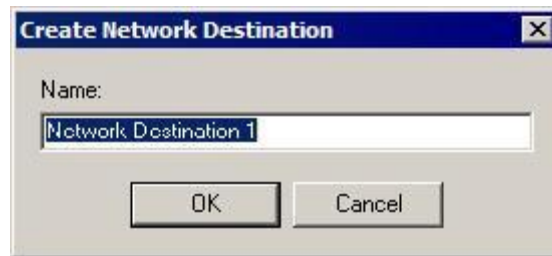 Create Network Destination
Name:
Network Destination 1
OK
Cancel